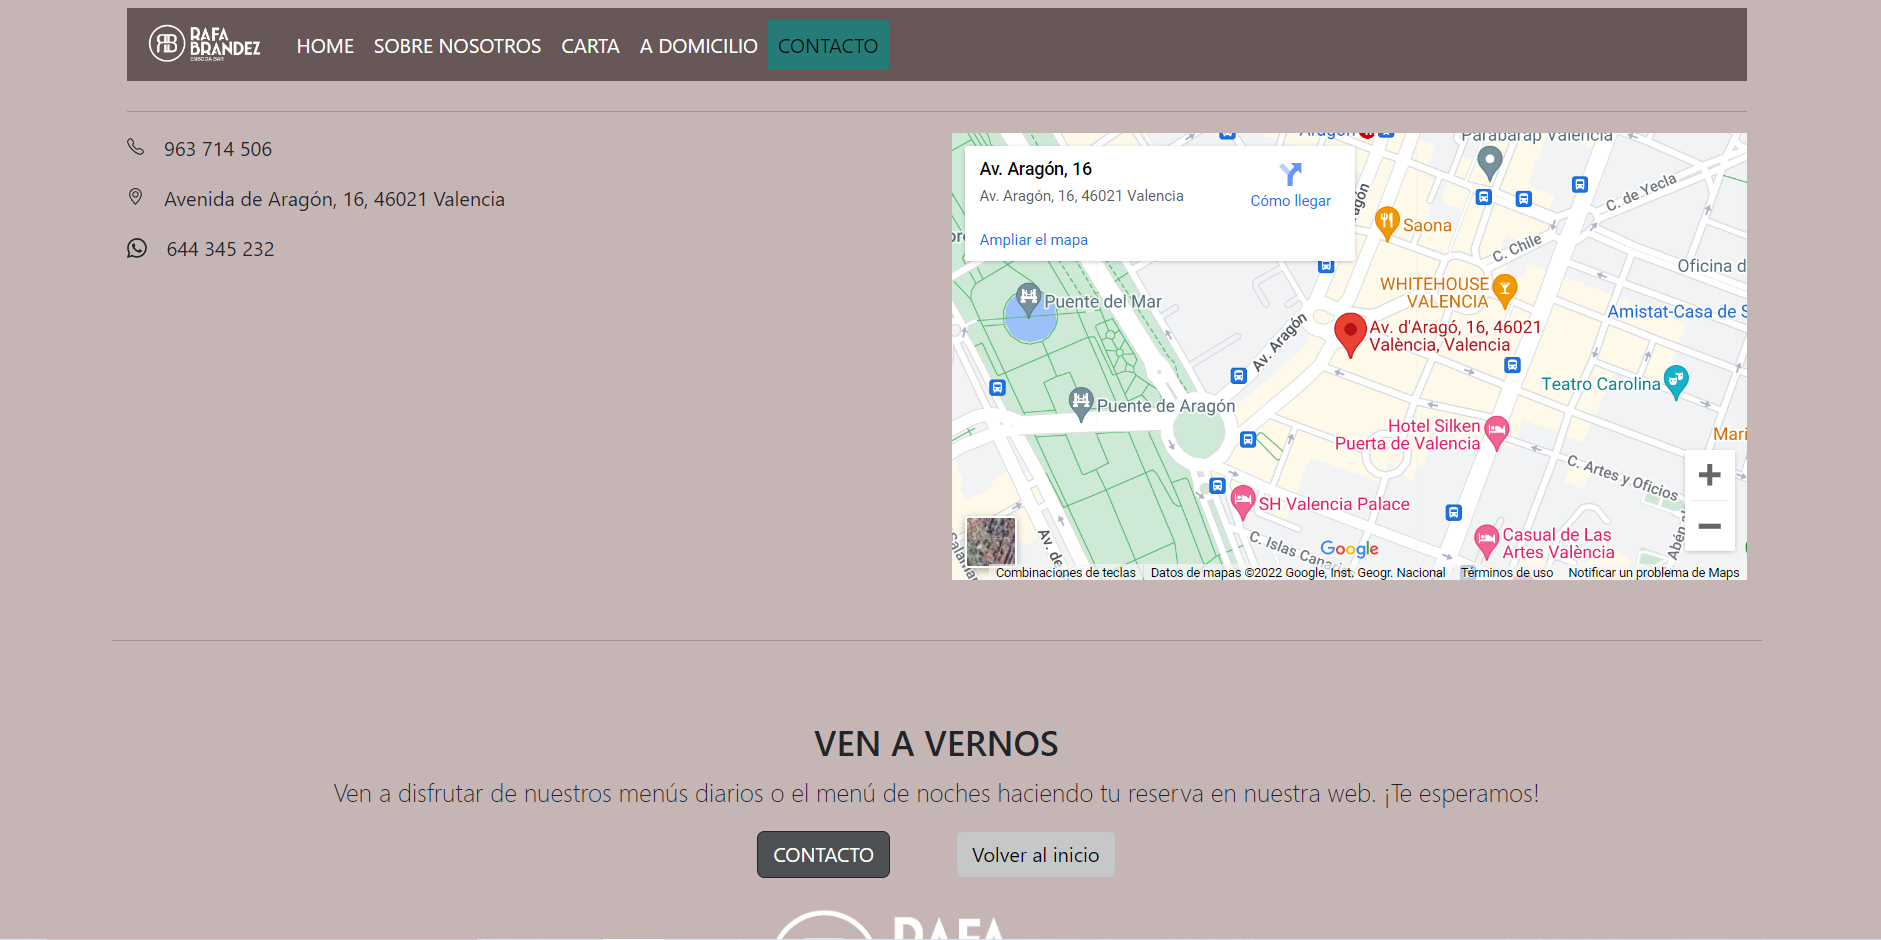 RAFA
BRANDEZ
HOME SOBRE NOSOTROS CARTA A DOMICILIO CONTACTO
963 714 506
Avenida de Aragón, 16, 46021 Valencia
644 345 232
Parabarap Valencia
Av. Aragón, 16
Av. Aragón, 16, 46021 Valencia
Cómo llegar
Ampliar el mapa
C. de Yecla
Saona
C. Chile
Oficina d
WHITEHOUSE
VALENCIA
Puente del Mar
Amistat-Casa de S
Av. Aragón
Av. d'Aragó, 16, 46021
València, Valencia
Teatro Carolina
Puente de Aragón
Hotel Silken
Puerta de Valencia
Mari
C. Artes y Oficios
SH Valencia Palace
Av. de
C. Islas Canarias
Casual de Las
Artes València
Google
Combinaciones de teclas Datos de mapas ©2022 Google, Inst. Geogr. Nacional Términos de uso Notificar un problema de Maps
VEN A VERNOS
Ven a disfrutar de nuestros menús diarios o el menú de noches haciendo tu reserva en nuestra web. ¡Te esperamos!
CONTACTO Volver al inicio
RAFA